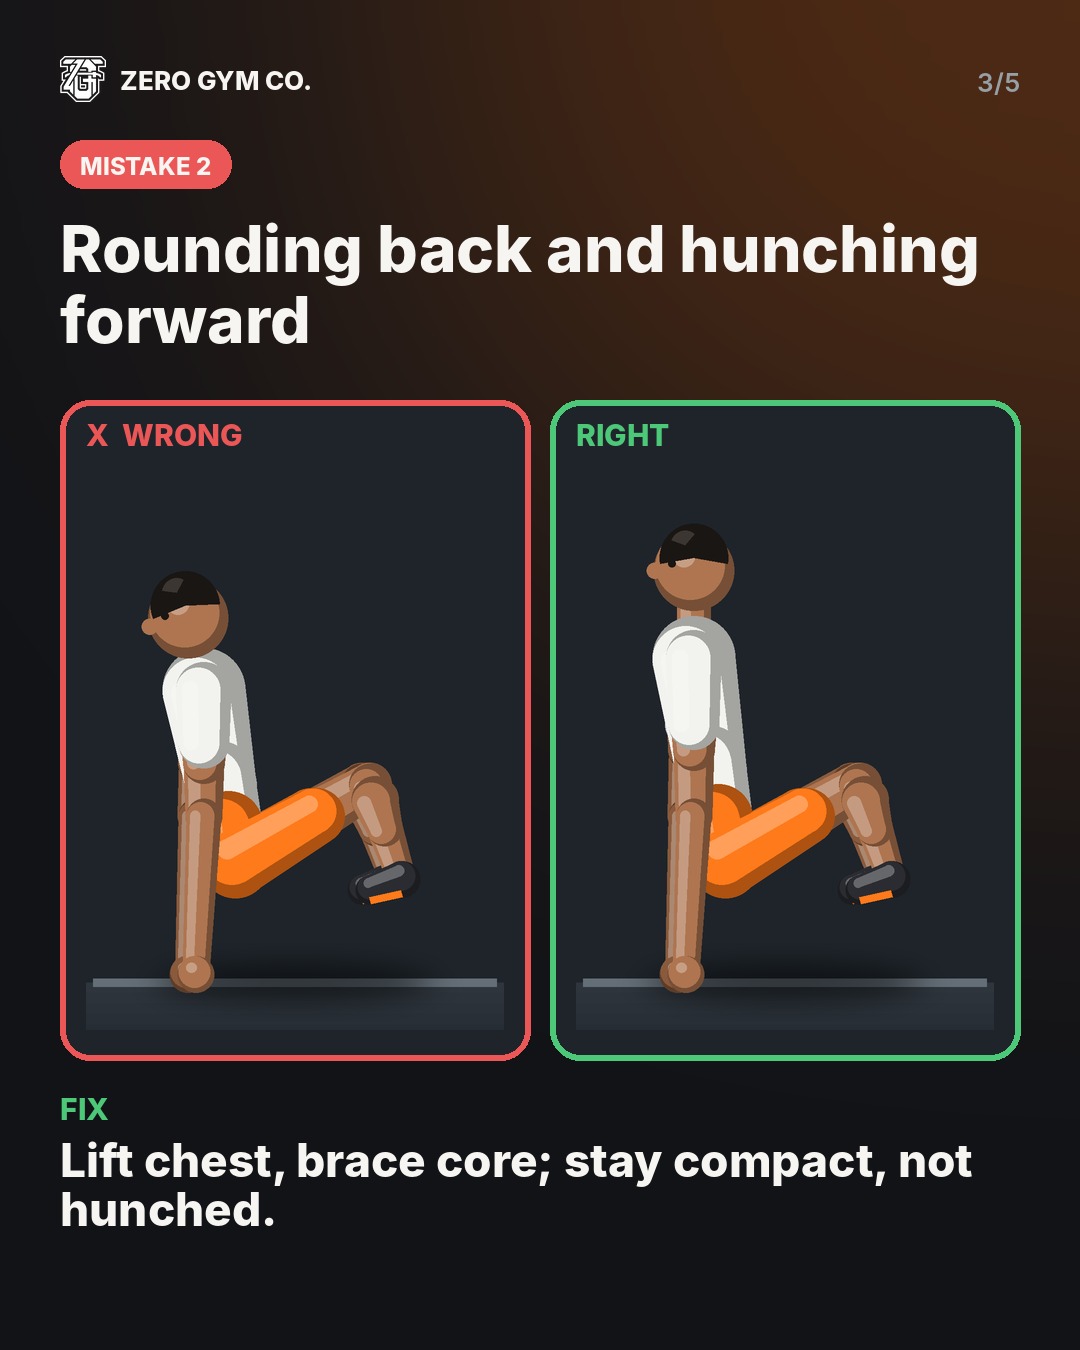 ZERO GYM CO.
3/5
MISTAKE 2
Rounding back and hunching
forward
X WRONG
RIGHT
FIX
Lift chest, brace core; stay compact, not
hunched.